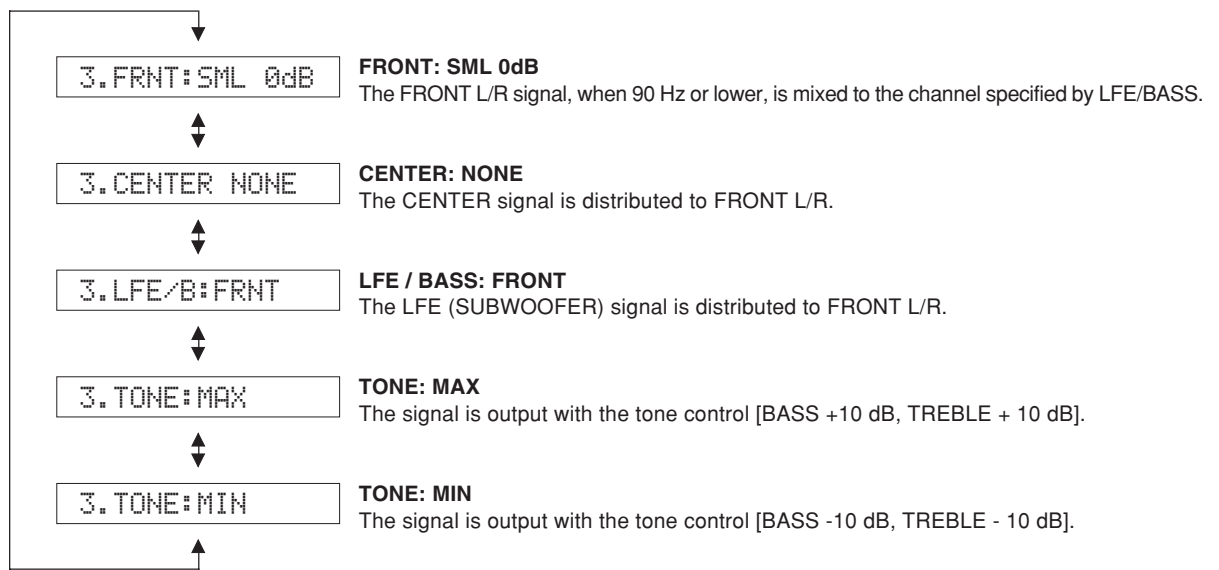 3.FRNT:SML 0dB
FRONT: SML 0dB
The FRONT L/R signal, when 90 Hz or lower, is mixed to the channel specified by LFE/BASS.
3.CENTER NONE
CENTER: NONE
The CENTER signal is distributed to FRONT L/R.
3.LFE/B:FRNT
LFE / BASS: FRONT
The LFE (SUBWOOFER) signal is distributed to FRONT L/R.
3.TONE:MAX
TONE: MAX
The signal is output with the tone control [BASS +10 dB, TREBLE + 10 dB].
3.TONE:MIN
TONE: MIN
The signal is output with the tone control [BASS -10 dB, TREBLE - 10 dB].